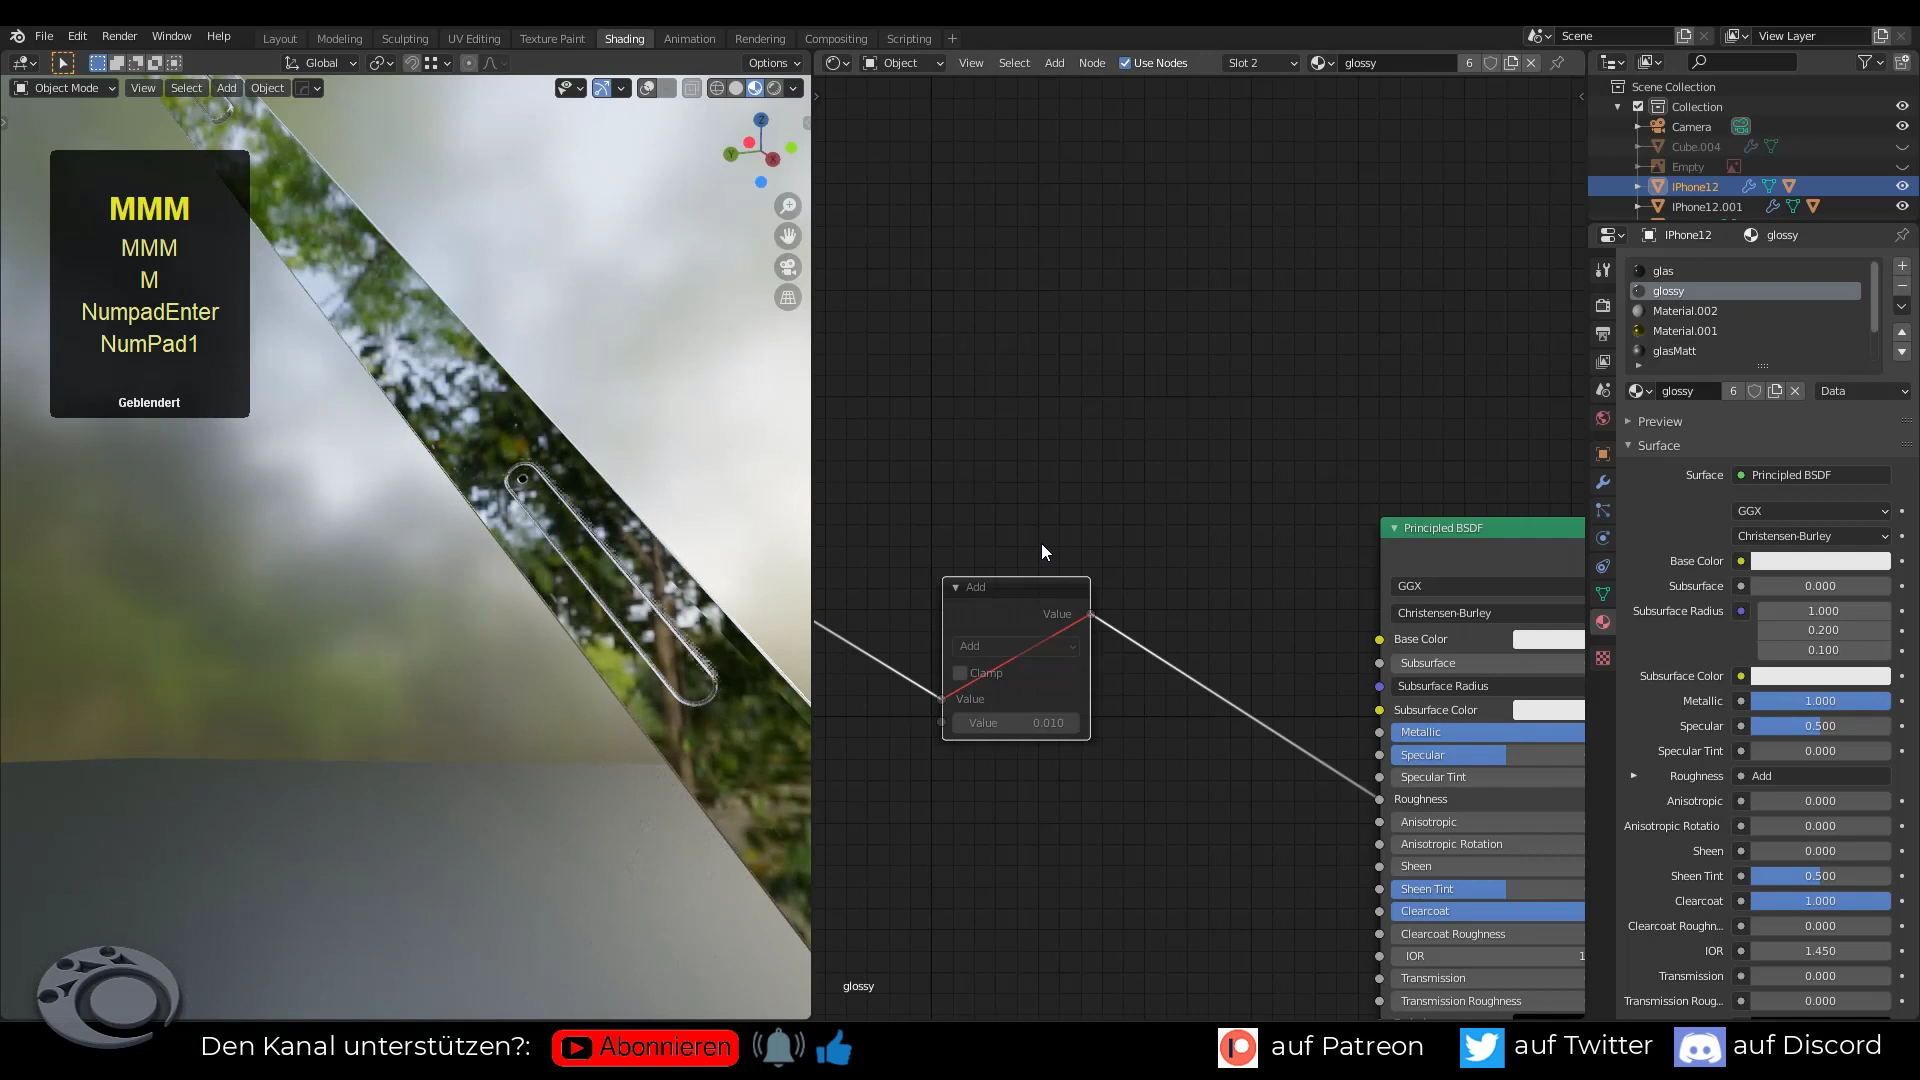 File Edit Render Window Help
Layout Modeling Sculpting UV Editing Texture Paint Shading Animation Rendering Compositing Scripting
Scene
View Layer
Global
Options
Object
View Select Add Node Use Nodes
Slot 2
glossy
6
Object Mode
View Select Add Object
MMM
MMM
M
NumpadEnter
NumPad1
Geblendert
Z
Y
X
Scene Collection
Collection
Camera
Cube.004
Empty
IPhone12
IPhone12.001
IPhone12 glossy
glas
glossy
Material.002
Material.001
glasMatt
glossy 6 Data
Preview
Surface
Surface Principled BSDF
GGX
Christensen-Burley
Base Color
Subsurface 0.000
Subsurface Radius 1.000
0.200
0.100
Subsurface Color
Metallic 1.000
Specular 0.500
Specular Tint 0.000
Roughness Add
Anisotropic 0.000
Anisotropic Rotatio 0.000
Sheen 0.000
Sheen Tint 0.500
Clearcoat 1.000
Clearcoat Roughn... 0.000
IOR 1.450
Transmission 0.000
Transmission Roug... 0.000
Add
Value
Add
Clamp
Value
Value 0.010
Principled BSDF
GGX
Christensen-Burley
Base Color
Subsurface
Subsurface Radius
Subsurface Color
Metallic
Specular
Specular Tint
Roughness
Anisotropic
Anisotropic Rotation
Sheen
Sheen Tint
Clearcoat
Clearcoat Roughness
IOR 1
Transmission
Transmission Roughness
glossy
Den Kanal unterstützen?: Abonnieren auf Patreon auf Twitter auf Discord